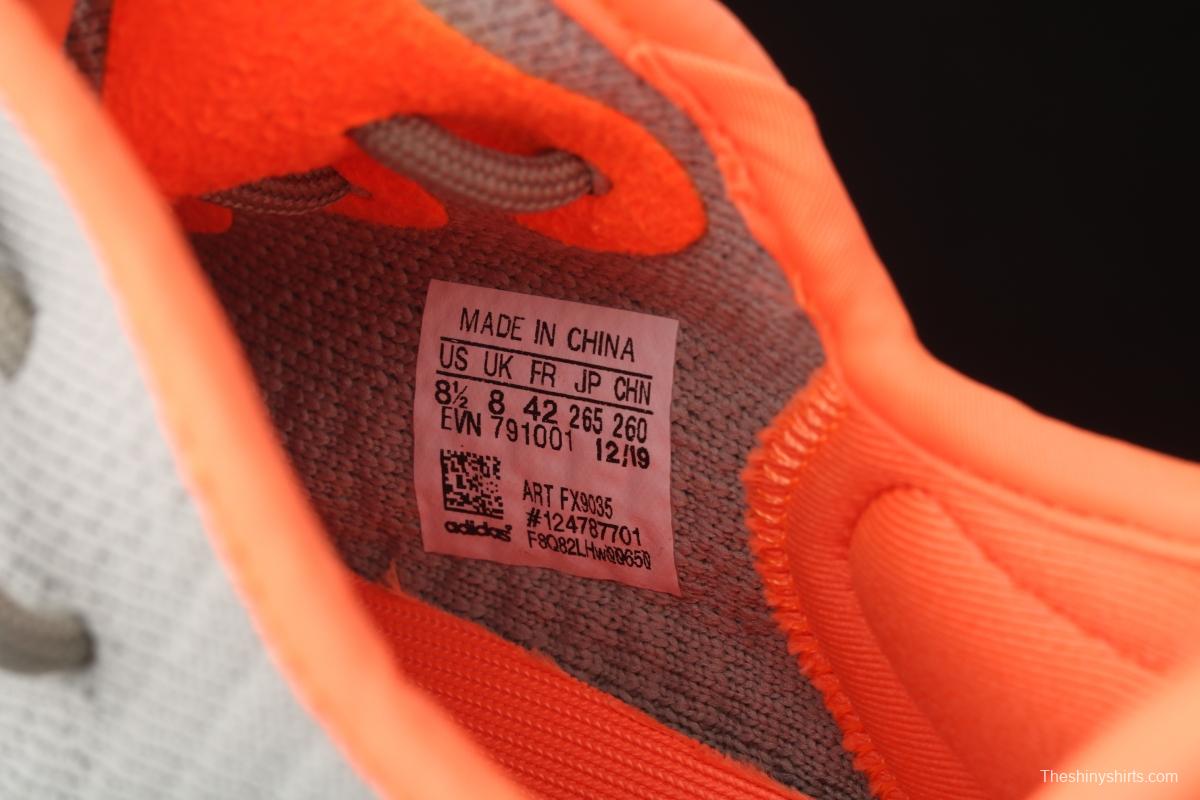 MADE IN CHINA
US UK FR JP CHN
8½ 8 42 265 260
EVN 791001 12/19
ART FX9035
#124787701
F8Q82LHw00650
adidas
Theshinyshirts.com